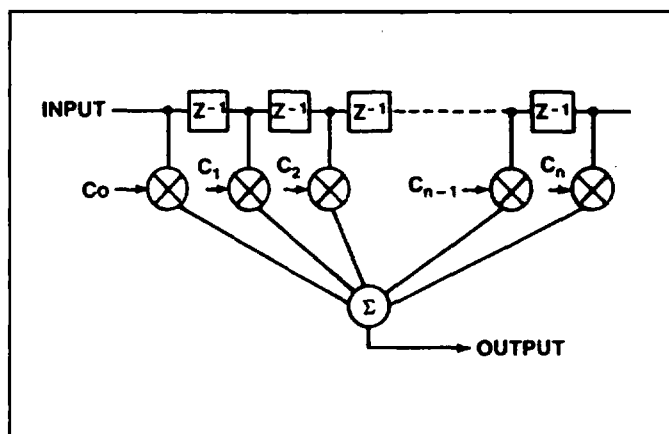 INPUT Z-1 Z-1 Z-1 Z-1
Co C1 C2 Cn-1 Cn
Σ
OUTPUT